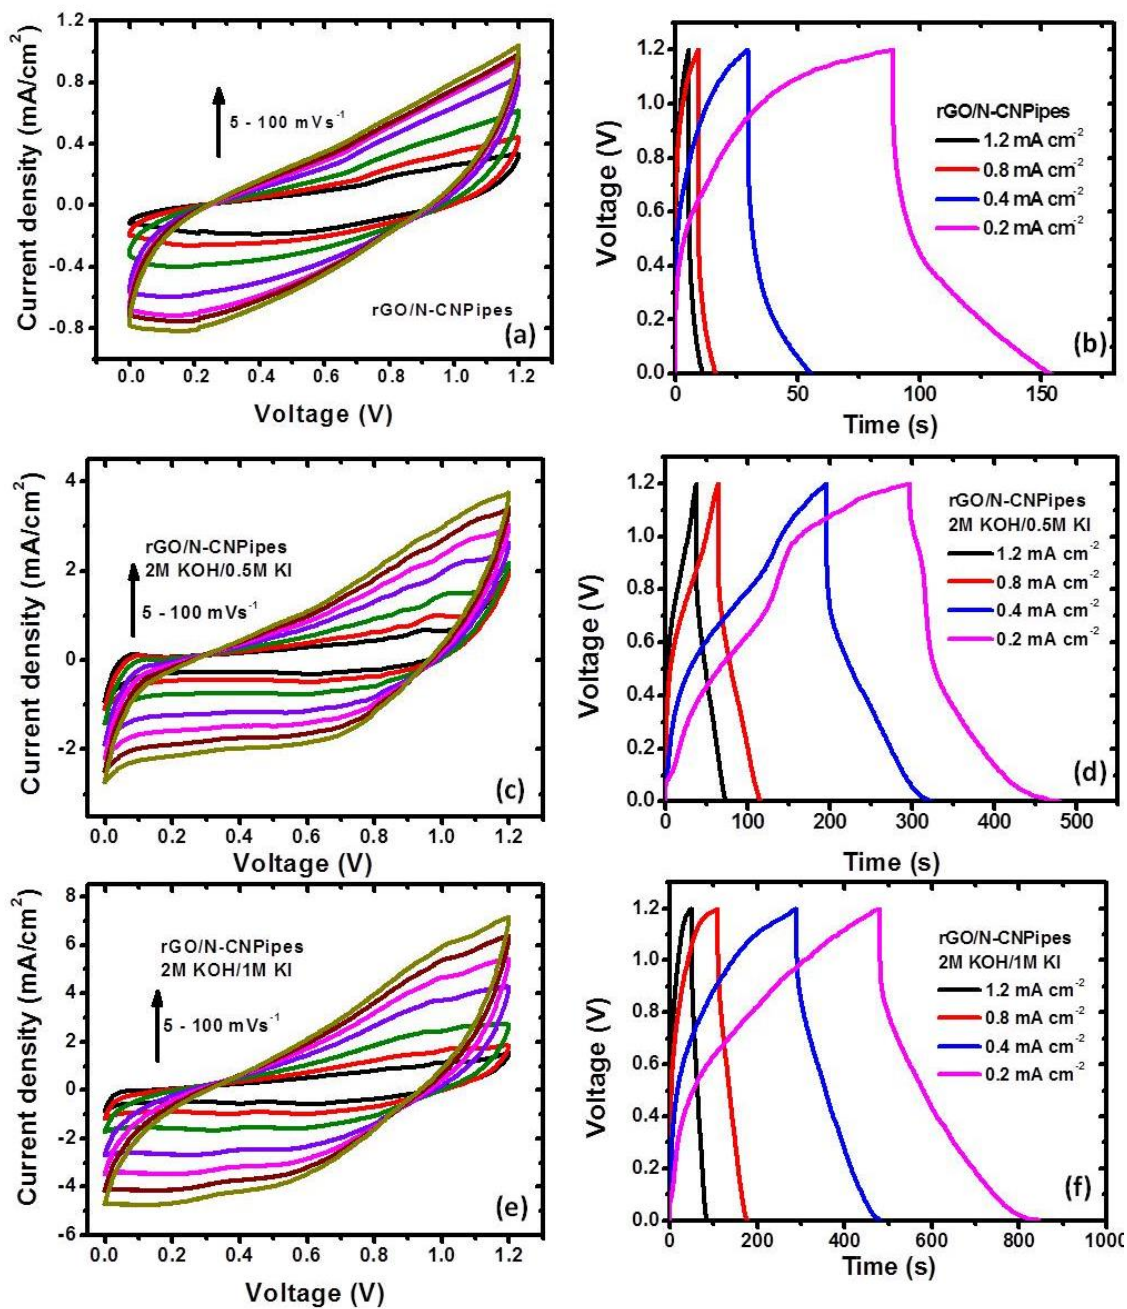 1.2
0.8
0.4
0.0
-0.4
-0.8
Current density (mA/cm²)
5 - 100 mVs⁻¹
rGO/N-CNPipes
(a)
0.0 0.2 0.4 0.6 0.8 1.0 1.2
Voltage (V)
1.2
1.0
0.8
0.6
0.4
0.2
0.0
Voltage (V)
rGO/N-CNPipes
1.2 mA cm⁻²
0.8 mA cm⁻²
0.4 mA cm⁻²
0.2 mA cm⁻²
(b)
0 50 100 150
Time (s)
4
2
0
-2
Current density (mA/cm²)
rGO/N-CNPipes
2M KOH/0.5M KI
5 - 100 mVs⁻¹
(c)
0.0 0.2 0.4 0.6 0.8 1.0 1.2
Voltage (V)
1.2
1.0
0.8
0.6
0.4
0.2
0.0
Voltage (V)
rGO/N-CNPipes
2M KOH/0.5M KI
1.2 mA cm⁻²
0.8 mA cm⁻²
0.4 mA cm⁻²
0.2 mA cm⁻²
(d)
0 100 200 300 400 500
Time (s)
8
6
4
2
0
-2
-4
-6
Current density (mA/cm²)
rGO/N-CNPipes
2M KOH/1M KI
5 - 100 mVs⁻¹
(e)
0.0 0.2 0.4 0.6 0.8 1.0 1.2
Voltage (V)
1.2
1.0
0.8
0.6
0.4
0.2
0.0
Voltage (V)
rGO/N-CNPipes
2M KOH/1M KI
1.2 mA cm⁻²
0.8 mA cm⁻²
0.4 mA cm⁻²
0.2 mA cm⁻²
(f)
0 200 400 600 800 1000
Time (s)